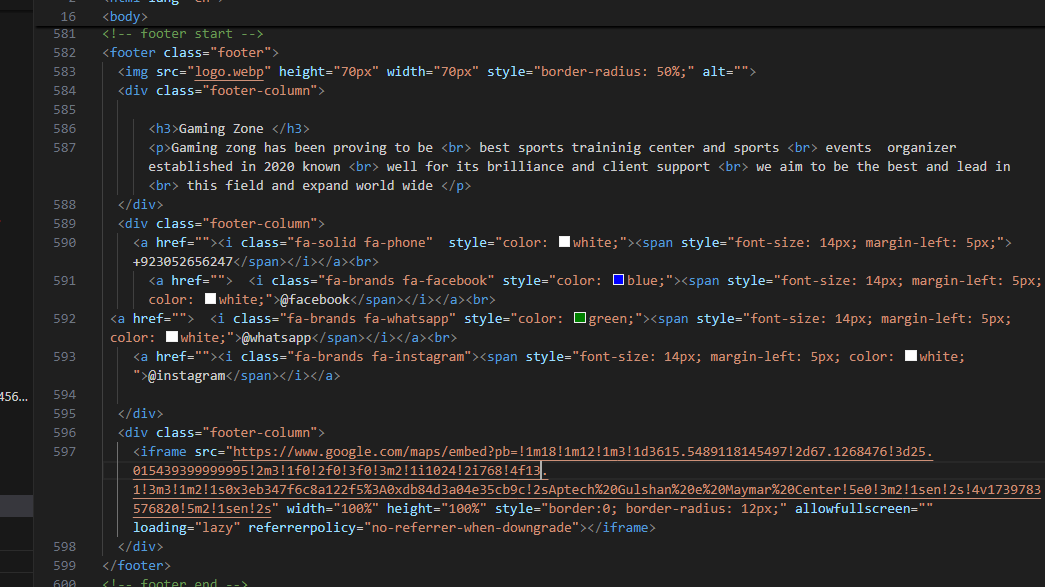 16 <body>
581 <!-- footer start -->
582 <footer class="footer">
583 <img src="logo.webp" height="70px" width="70px" style="border-radius: 50%;" alt="">
584 <div class="footer-column">
585
586 <h3>Gaming Zone </h3>
587 <p>Gaming zong has been proving to be <br> best sports traininig center and sports <br> events  organizer
established in 2020 known <br> well for its brilliance and client support <br> we aim to be the best and lead in
<br> this field and expand world wide </p>
588 </div>
589 <div class="footer-column">
590 <a href=""><i class="fa-solid fa-phone"  style="color: white;"><span style="font-size: 14px; margin-left: 5px;">
+923052656247</span></i></a><br>
591 <a href="">  <i class="fa-brands fa-facebook" style="color: blue;"><span style="font-size: 14px; margin-left: 5px;
color: white;">@facebook</span></i></a><br>
592 <a href="">  <i class="fa-brands fa-whatsapp" style="color: green;"><span style="font-size: 14px; margin-left: 5px;
color: white;">@whatsapp</span></i></a><br>
593 <a href=""><i class="fa-brands fa-instagram"><span style="font-size: 14px; margin-left: 5px; color: white;
">@instagram</span></i></a>
594
456...
595 </div>
596 <div class="footer-column">
597 <iframe src="https://www.google.com/maps/embed?pb=!1m18!1m12!1m3!1d3615.5489118145497!2d67.1268476!3d25.
015439399999995!2m3!1f0!2f0!3f0!3m2!1i1024!2i768!4f13.
1!3m3!1m2!1s0x3eb347f6c8a122f5%3A0xdb84d3a04e35cb9c!2sAptech%20Gulshan%20e%20Maymar%20Center!5e0!3m2!1sen!2s!4v1739783
576820!5m2!1sen!2s" width="100%" height="100%" style="border:0; border-radius: 12px;" allowfullscreen=""
loading="lazy" referrerpolicy="no-referrer-when-downgrade"></iframe>
598 </div>
599 </footer>
600 <!-- footer end -->